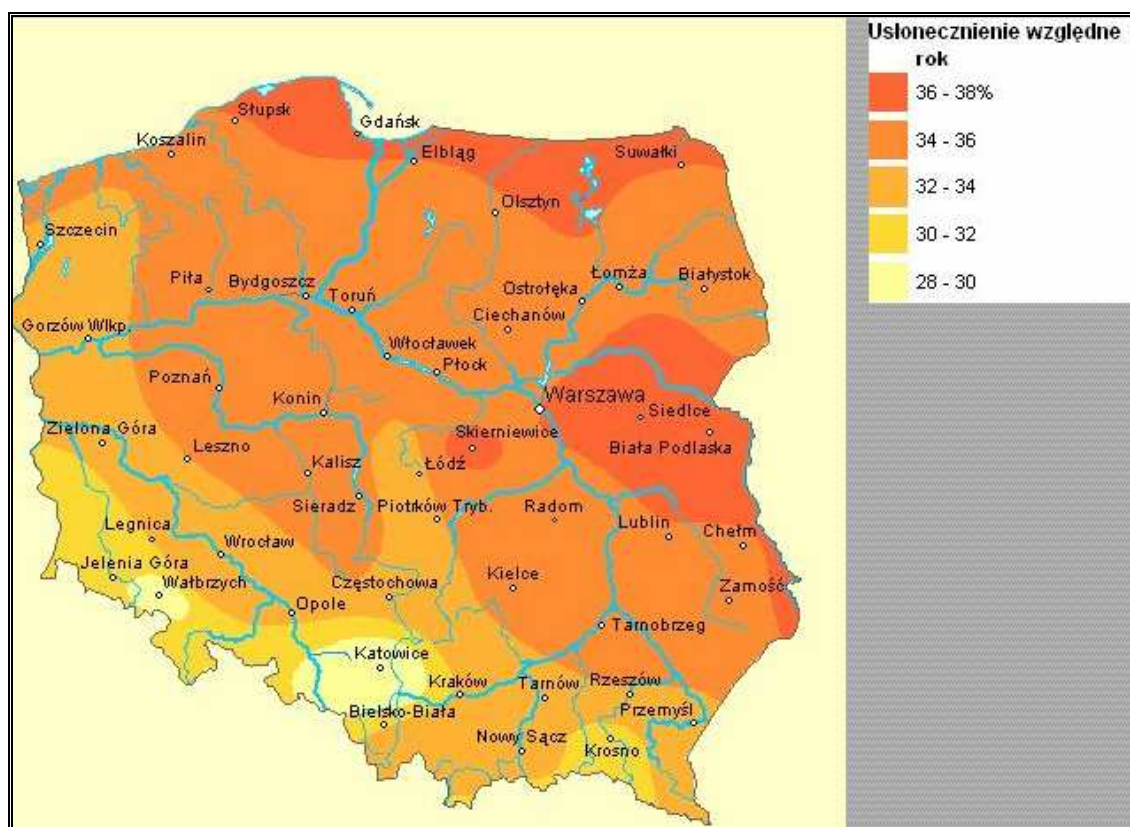 Usłonecznienie względne
rok
36 - 38%
34 - 36
32 - 34
30 - 32
28 - 30
Słupsk
Gdańsk
Koszalin
Elbląg
Suwałki
Olsztyn
Szczecin
Piła
Bydgoszcz
Toruń
Łomża
Białystok
Ostrołęka
Ciechanów
Gorzów Wlkp.
Włocławek
Płock
Poznań
Konin
Warszawa
Siedlce
Skierniewice
Biała Podlaska
Zielona Góra
Leszno
Kalisz
Łódź
Sieradz
Piotrków Tryb.
Radom
Lublin
Chełm
Legnica
Wrocław
Jelenia Góra
Wałbrzych
Częstochowa
Kielce
Zamość
Opole
Tarnobrzeg
Katowice
Kraków
Tarnów
Rzeszów
Bielsko-Biała
Przemyśl
Nowy Sącz
Krosno